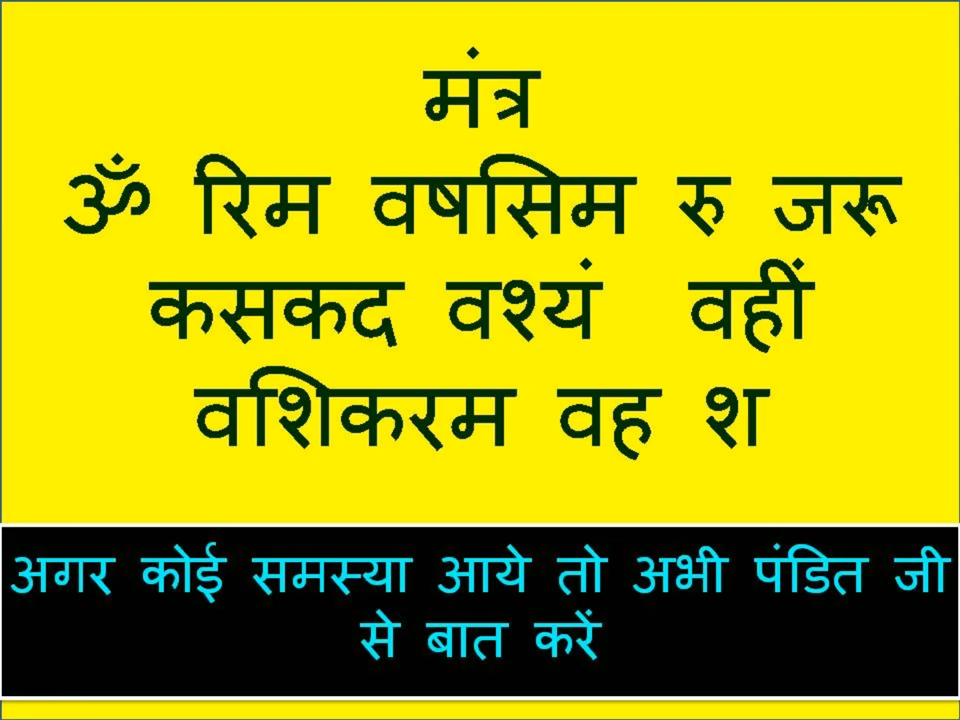 मंत्र
ॐ रिम वषसिम रु जरू
कसकद वश्यं वहीं
वशिकरम वह श
अगर कोई समस्या आये तो अभी पंडित जी
से बात करें